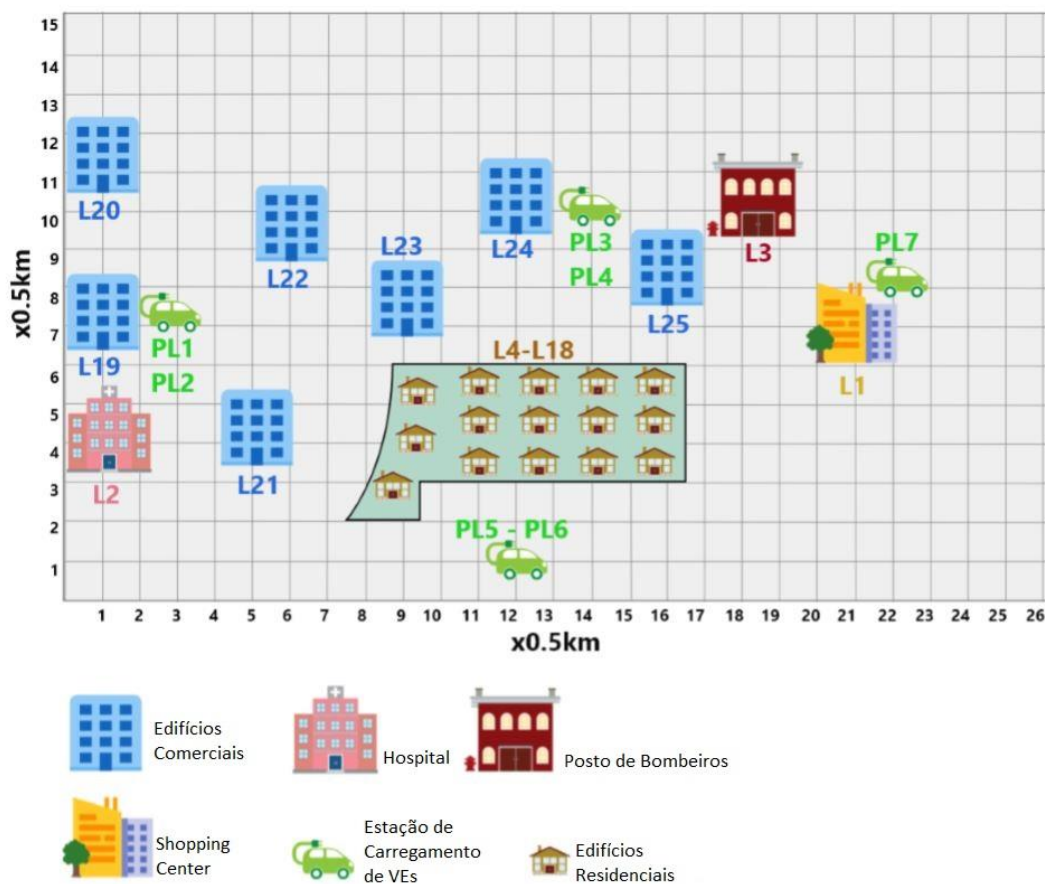 15
14
13
12
11
10
9
8
7
6
5
4
3
2
1
x0.5km
L20
L22
L23
L24
PL3
PL4
L3
PL7
L19
PL1
PL2
L25
L4-L18
L1
L2
L21
PL5 - PL6
1 2 3 4 5 6 7 8 9 10 11 12 13 14 15 16 17 18 19 20 21 22 23 24 25 26
x0.5km
Edifícios
Comerciais
Hospital
Posto de Bombeiros
Shopping
Center
Estação de
Carregamento
de VEs
Edifícios
Residenciais